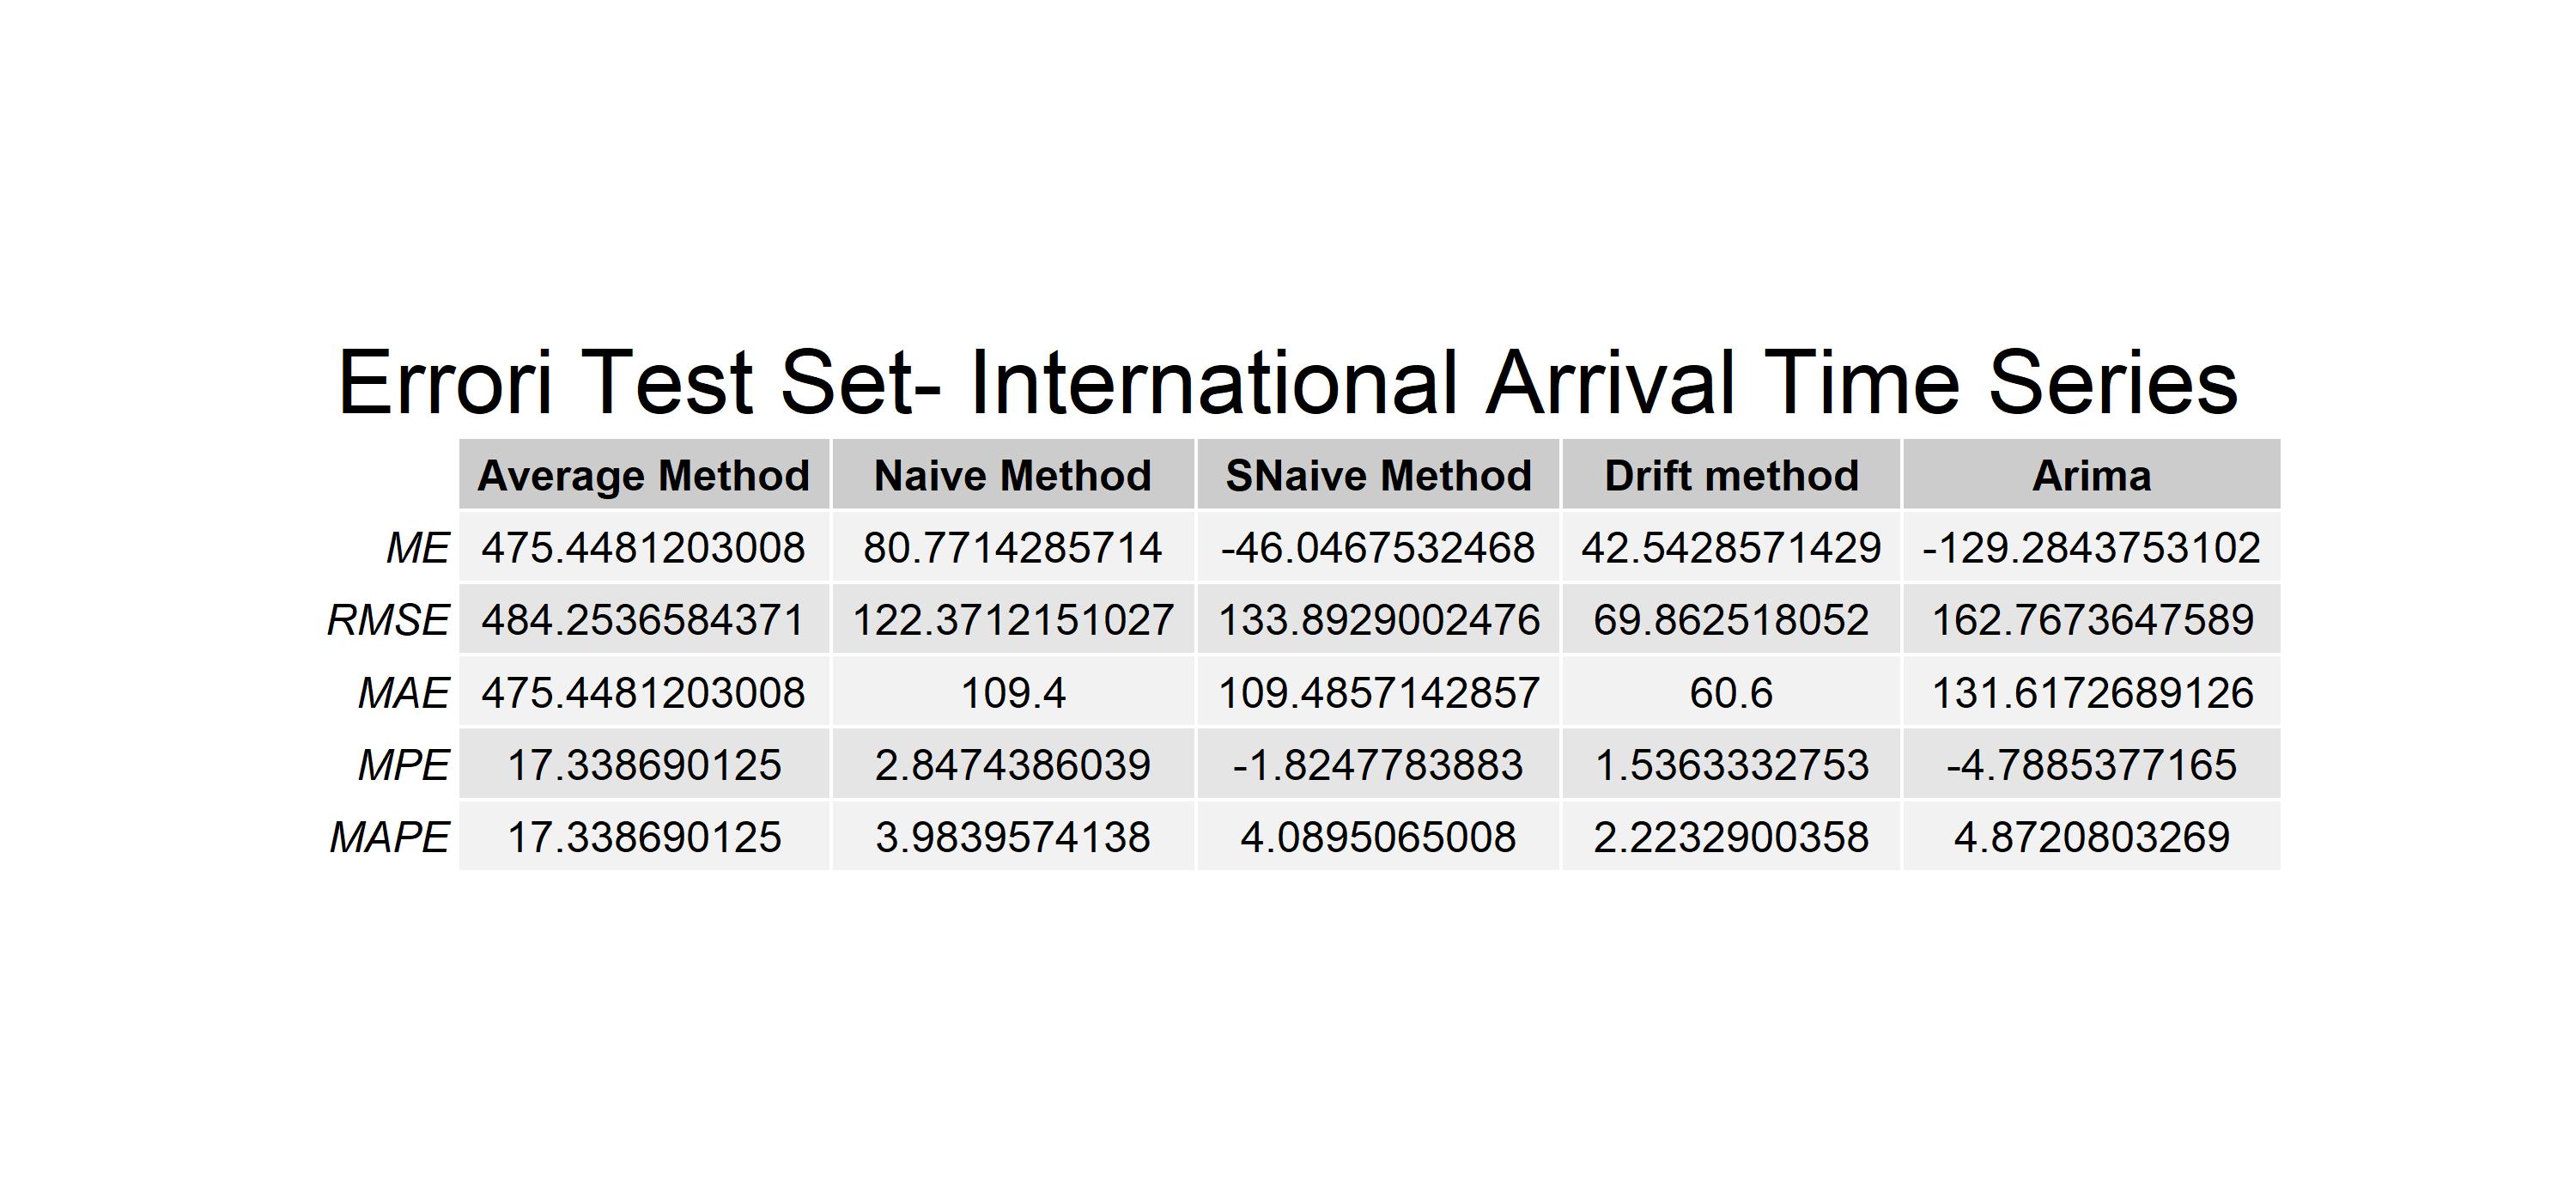 Errori Test Set- International Arrival Time Series
Average Method Naive Method SNaive Method Drift method Arima
ME 475.4481203008 80.7714285714 -46.0467532468 42.5428571429 -129.2843753102
RMSE 484.2536584371 122.3712151027 133.8929002476 69.862518052 162.7673647589
MAE 475.4481203008 109.4 109.4857142857 60.6 131.6172689126
MPE 17.338690125 2.8474386039 -1.8247783883 1.5363332753 -4.7885377165
MAPE 17.338690125 3.9839574138 4.0895065008 2.2232900358 4.8720803269